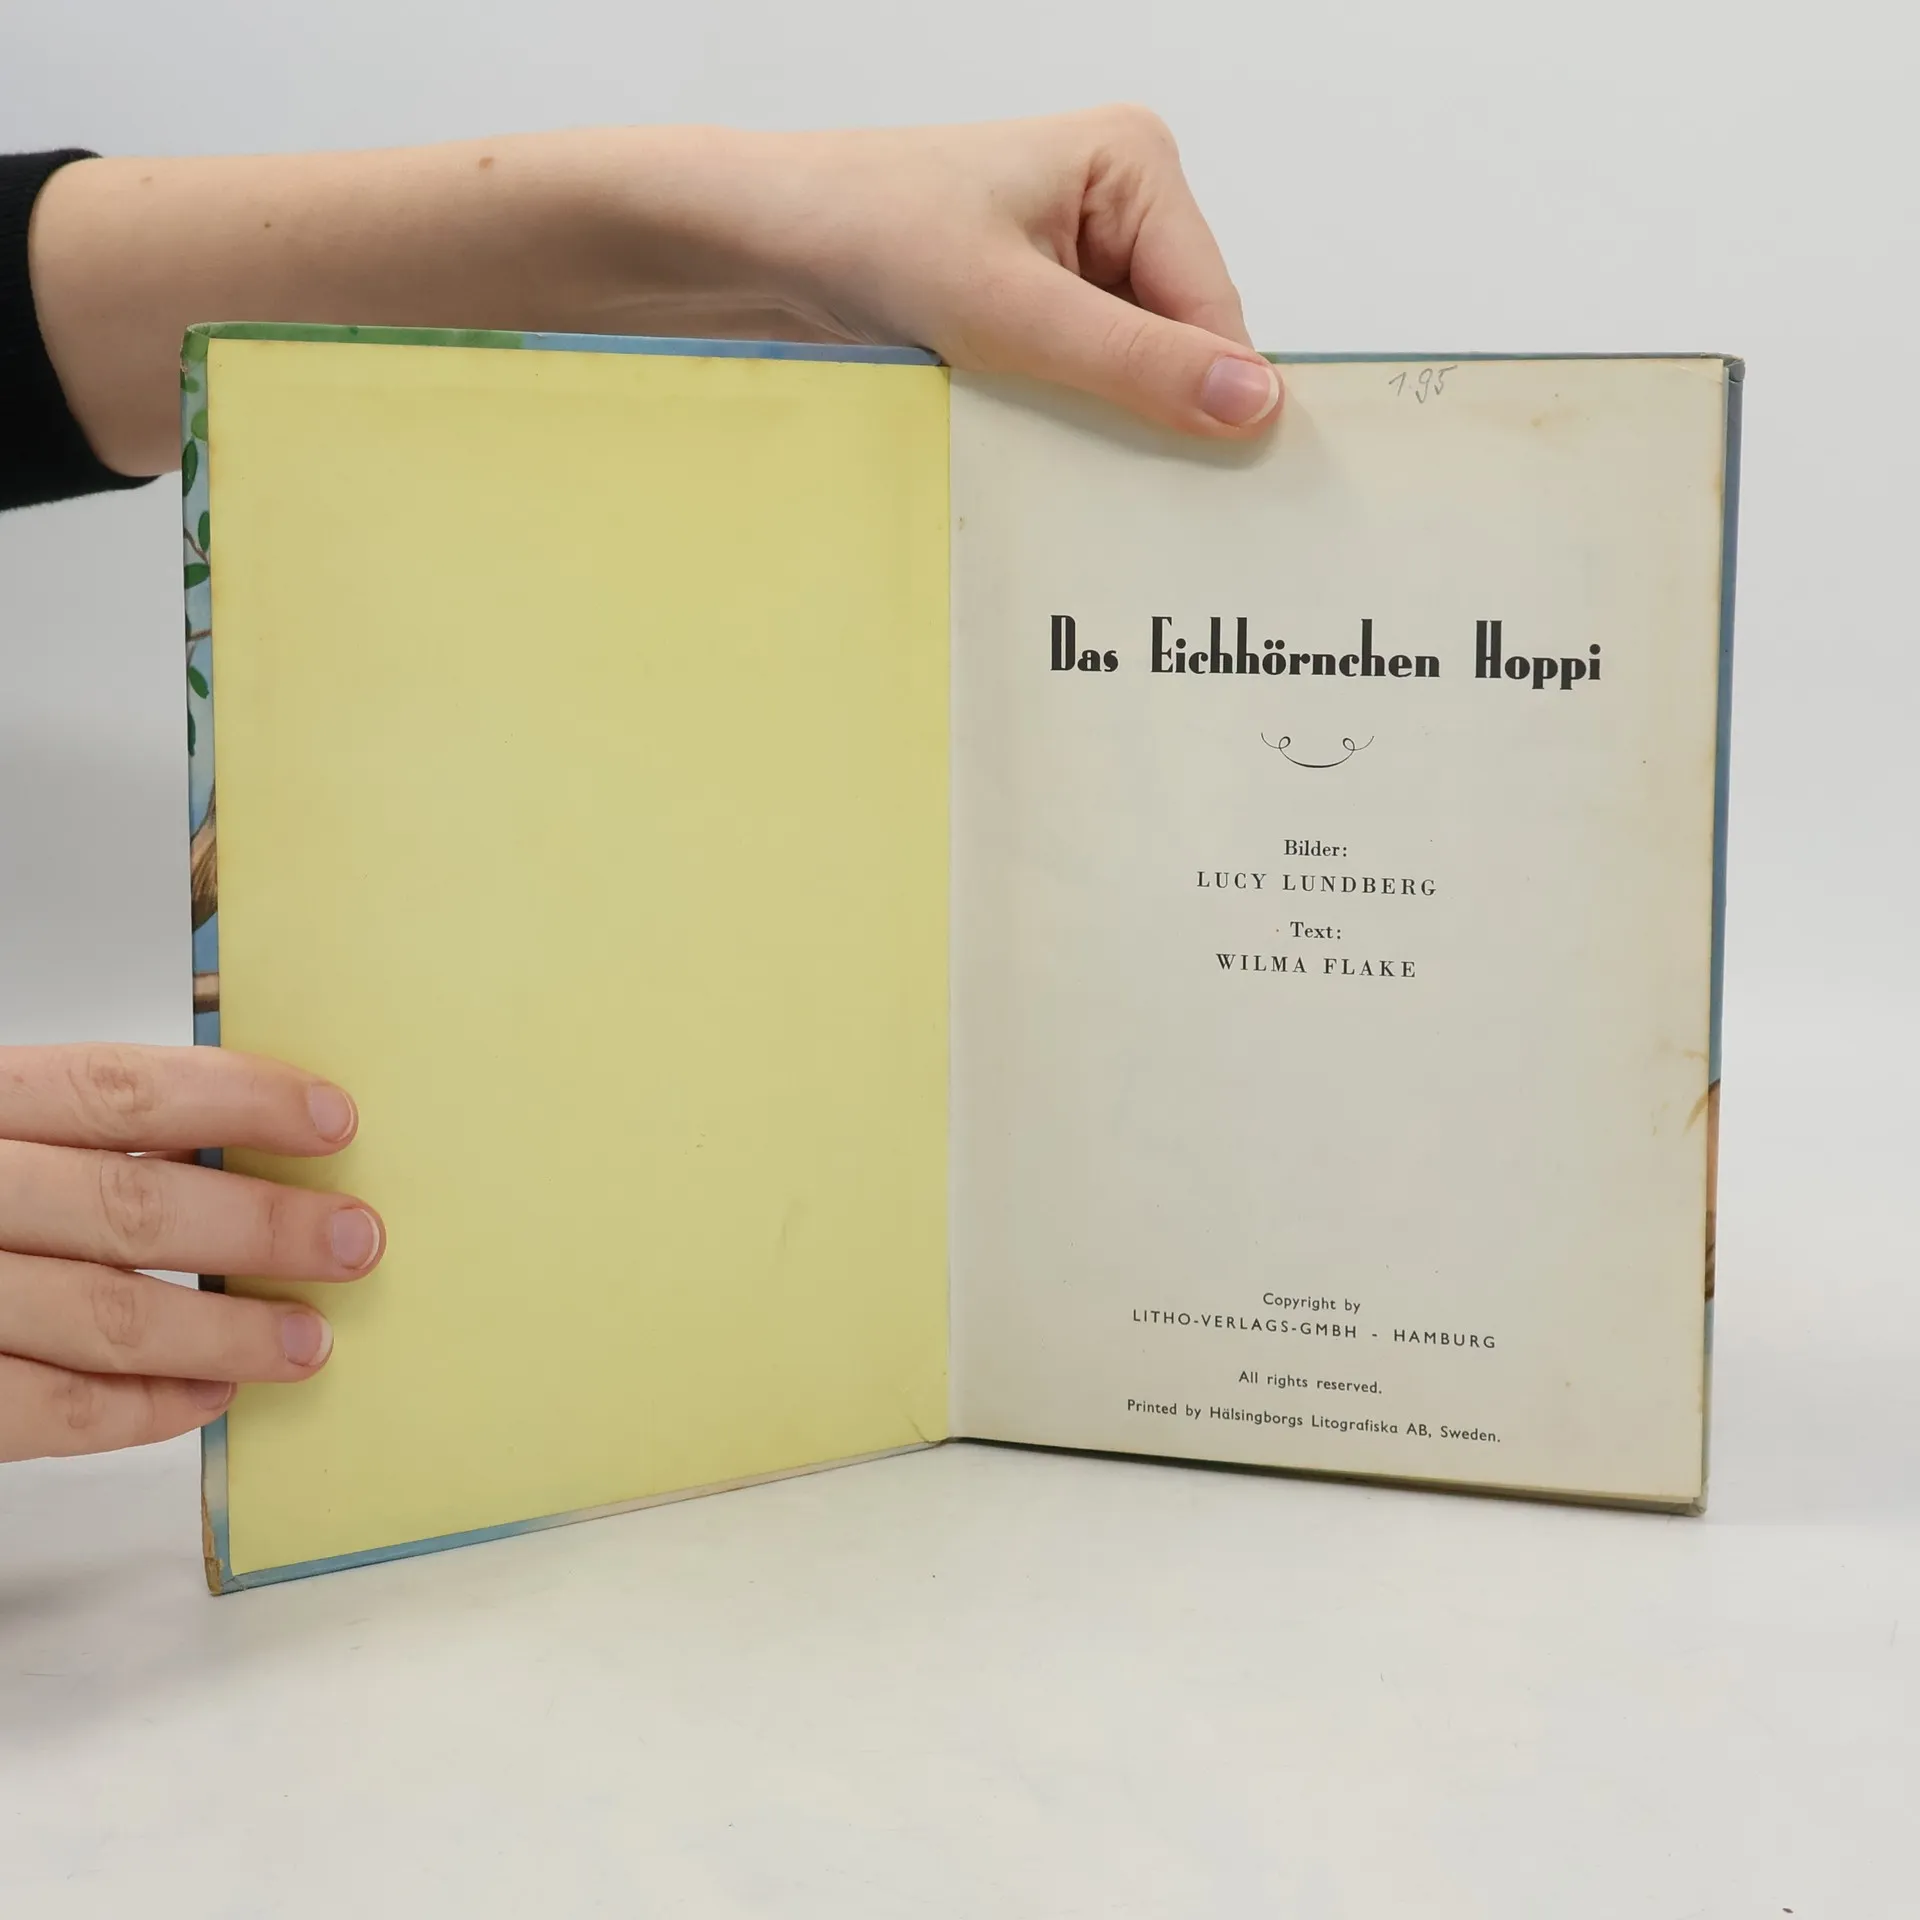 1.95
Das Eichhörnchen Hoppi
Bilder:
LUCY LUNDBERG
Text:
WILMA FLAKE
Copyright by
LITHO-VERLAGS-GMBH - HAMBURG
All rights reserved.
Printed by Hälsingborgs Litografiska AB, Sweden.